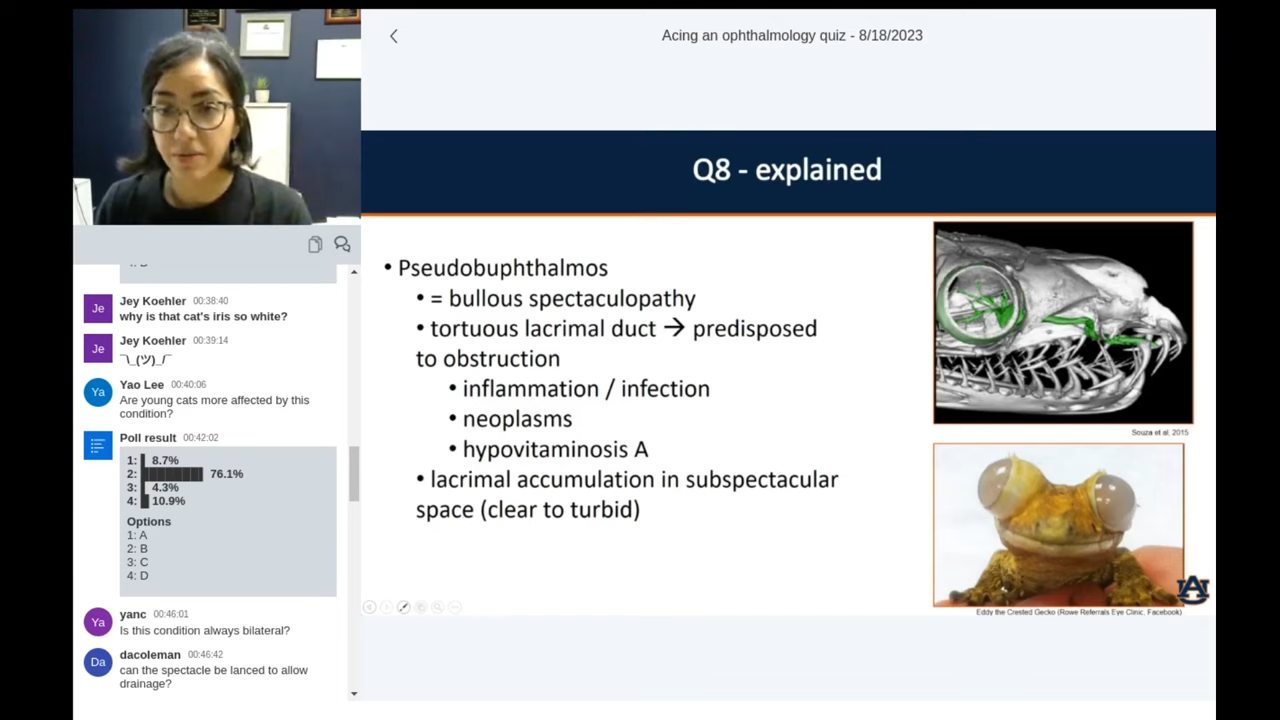 Acing an ophthalmology quiz - 8/18/2023
Q8 - explained
• Pseudobuphthalmos
• = bullous spectaculopathy
• tortuous lacrimal duct → predisposed
to obstruction
• inflammation / infection
• neoplasms
• hypovitaminosis A
• lacrimal accumulation in subspectacular
space (clear to turbid)
Souza et al, 2015
Eddy the Crested Gecko (Rowe Referrals Eye Clinic, Facebook)
Je
Jey Koehler 00:38:40
why is that cat's iris so white?
Je
Jey Koehler 00:39:14
¯\_(ツ)_/¯
Ya
Yao Lee 00:40:06
Are young cats more affected by this
condition?
Poll result 00:42:02
1: 8.7%
2: 76.1%
3: 4.3%
4: 10.9%
Options
1: A
2: B
3: C
4: D
Ya
yanc 00:46:01
Is this condition always bilateral?
Da
dacoleman 00:46:42
can the spectacle be lanced to allow
drainage?